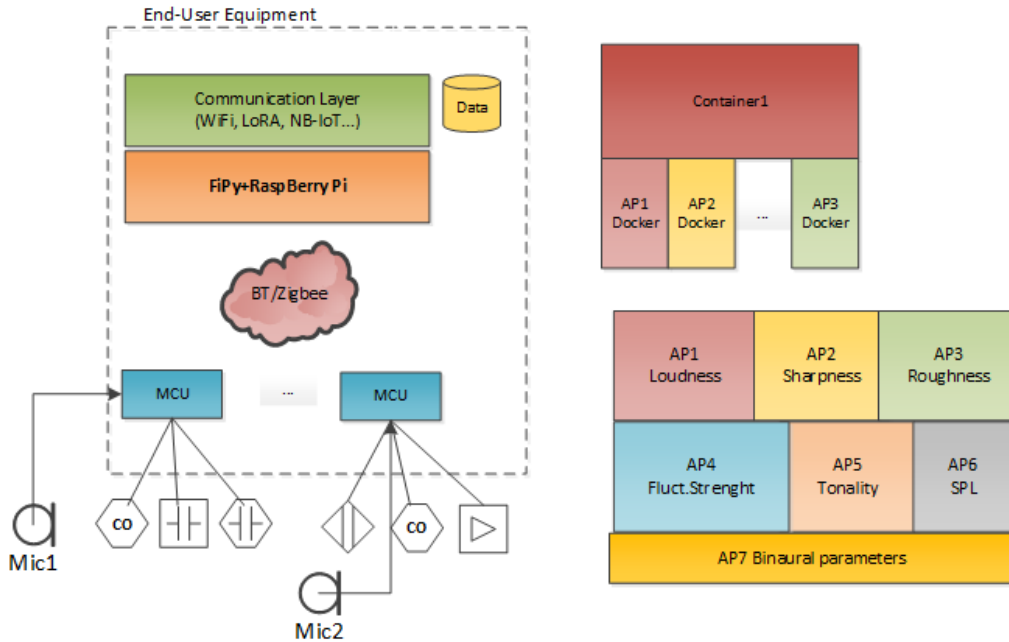 End-User Equipment
Communication Layer
(WiFi, LoRA, NB-IoT...)
Data
FiPy+RaspBerry Pi
BT/Zigbee
MCU
...
MCU
CO
CO
Mic1
Mic2
Container1
AP1
Docker
AP2
Docker
...
AP3
Docker
AP1
Loudness
AP2
Sharpness
AP3
Roughness
AP4
Fluct.Strenght
AP5
Tonality
AP6
SPL
AP7 Binaural parameters